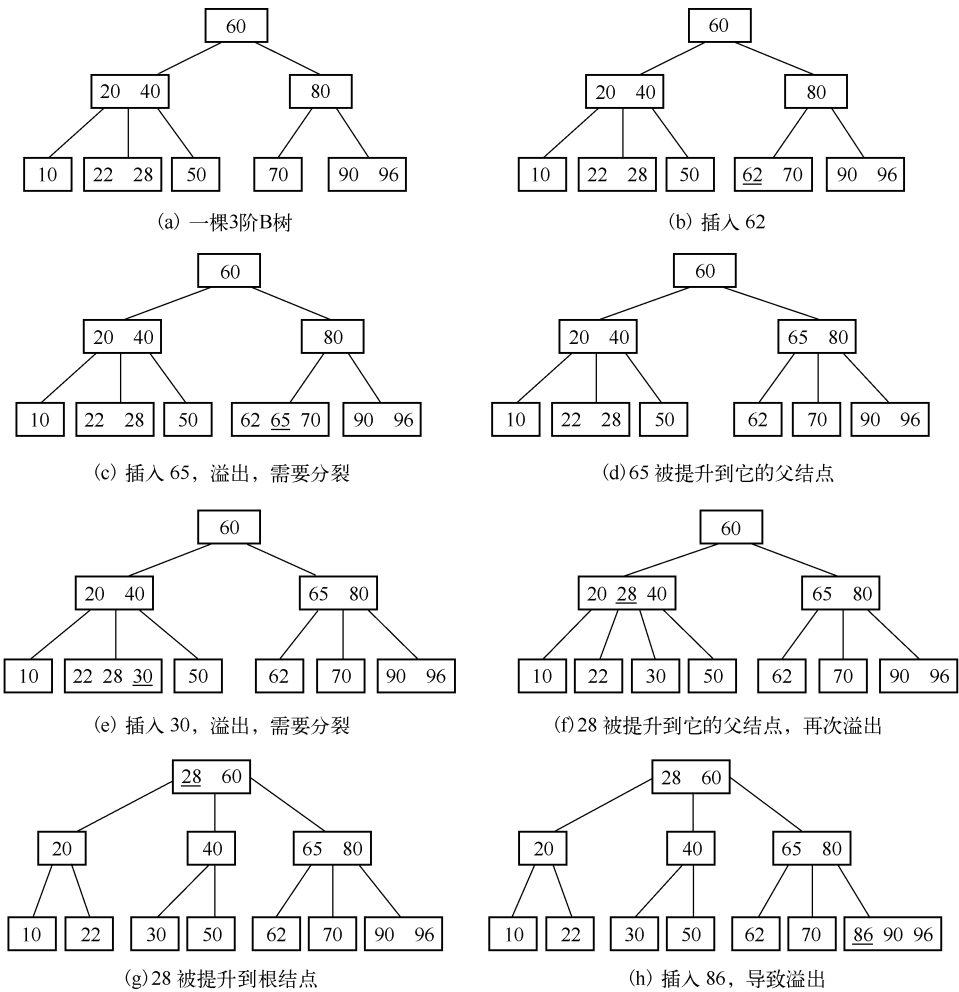 60 60
20 40 80 20 40 80
10 22 28 50 70 90 96 10 22 28 50 62 70 90 96
(a) 一棵3阶B树 (b) 插入 62
60 60
20 40 80 20 40 65 80
10 22 28 50 62 65 70 90 96 10 22 28 50 62 70 90 96
(c) 插入 65，溢出，需要分裂 (d) 65 被提升到它的父结点
60 60
20 40 65 80 20 28 40 65 80
10 22 28 30 50 62 70 90 96 10 22 30 50 62 70 90 96
(e) 插入 30，溢出，需要分裂 (f) 28 被提升到它的父结点，再次溢出
28 60 28 60
20 40 65 80 20 40 65 80
10 22 30 50 62 70 90 96 10 22 30 50 62 70 86 90 96
(g) 28 被提升到根结点 (h) 插入 86，导致溢出